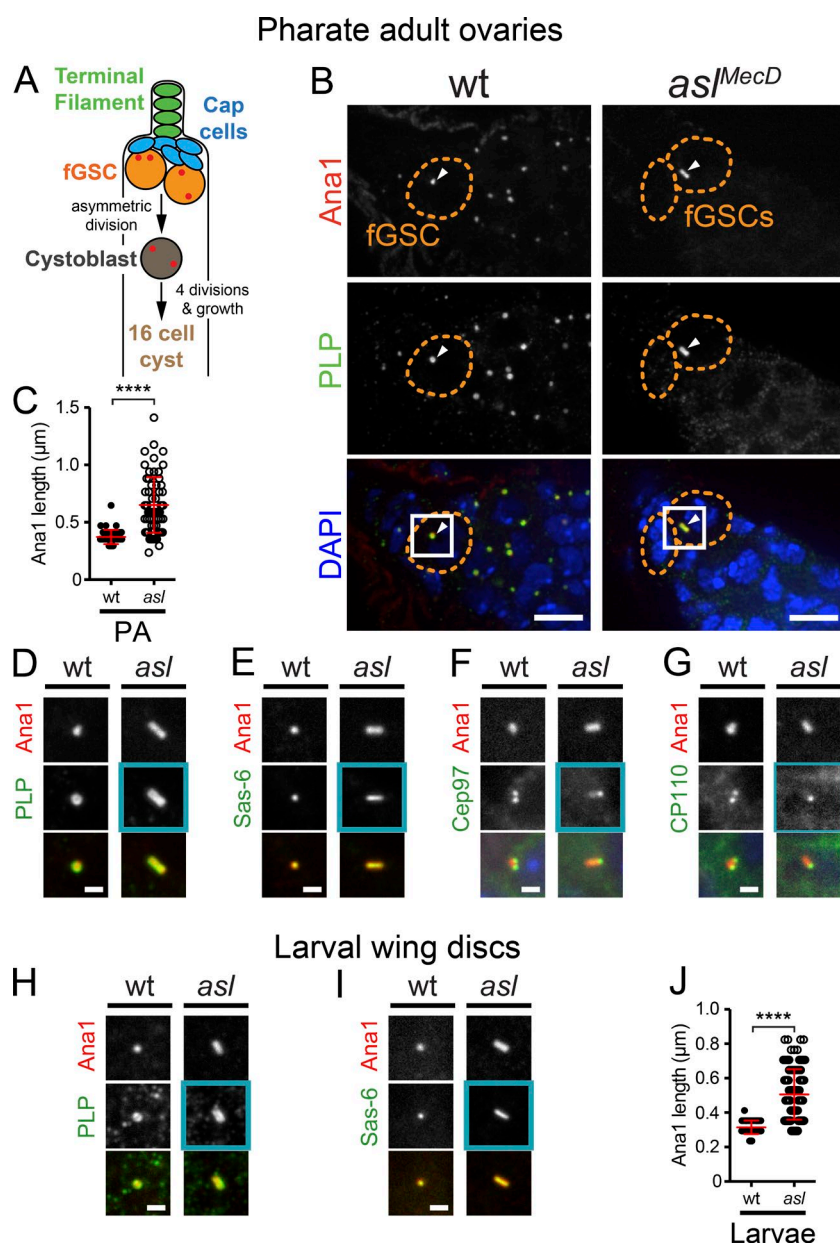 Pharate adult ovaries
A
Terminal
Filament
Cap
cells
fGSC
asymmetric
division
Cystoblast
4 divisions
& growth
16 cell
cyst
B
wt
asl^MecD
Ana1
fGSC
fGSCs
PLP
DAPI
C
****
Ana1 length (μm)
1.5
1.0
0.5
0
wt
asl
PA
D
wt
asl
Ana1
PLP
E
wt
asl
Ana1
Sas-6
F
wt
asl
Ana1
Cep97
G
wt
asl
Ana1
CP110
Larval wing discs
H
wt
asl
Ana1
PLP
I
wt
asl
Ana1
Sas-6
J
****
Ana1 length (μm)
1.0
0.8
0.6
0.4
0.2
0
wt
asl
Larvae